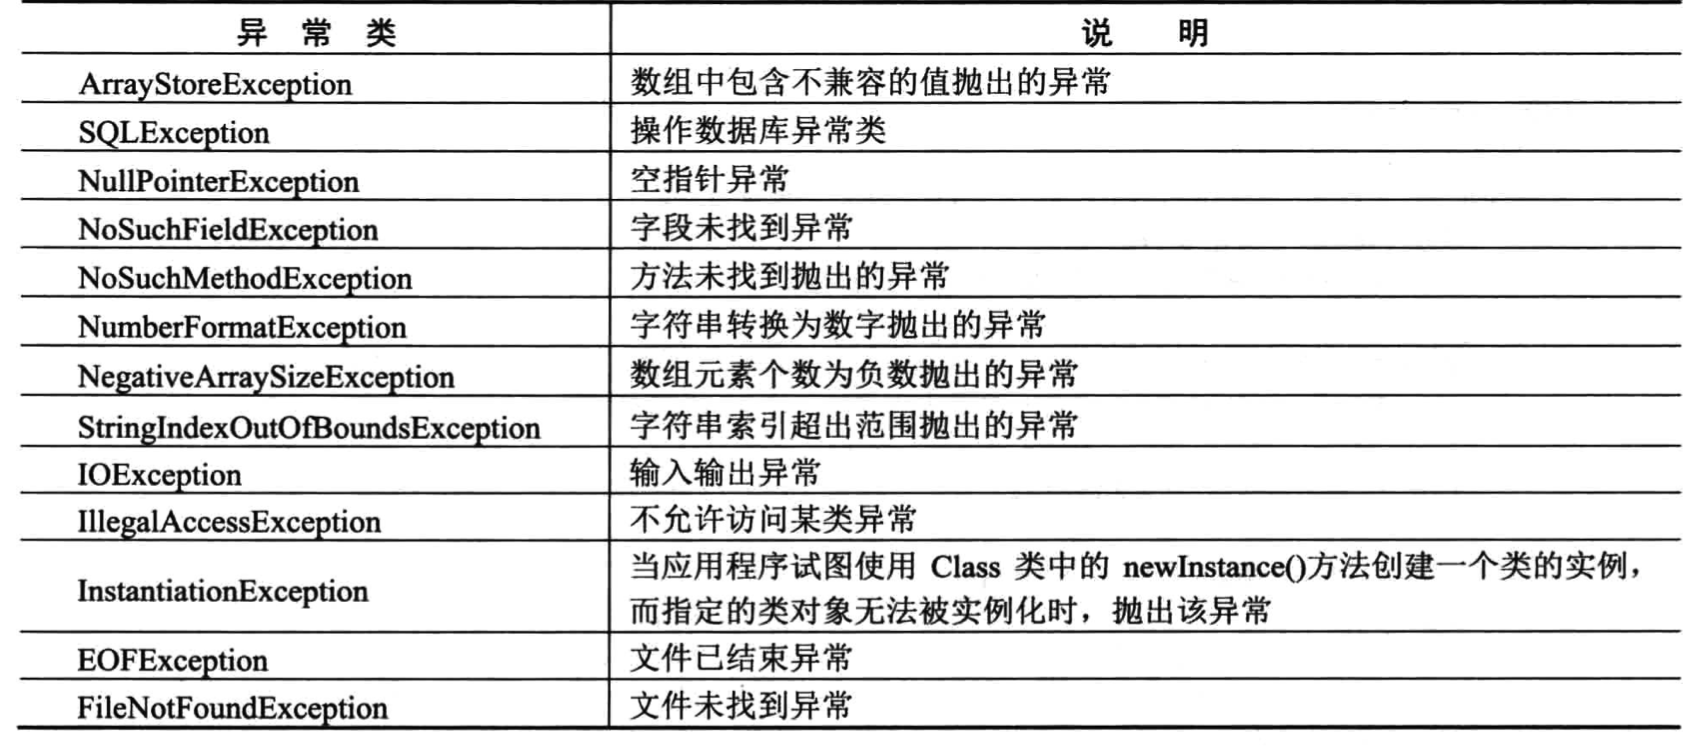 异 常 类 说 明
ArrayStoreException 数组中包含不兼容的值抛出的异常
SQLException 操作数据库异常类
NullPointerException 空指针异常
NoSuchFieldException 字段未找到异常
NoSuchMethodException 方法未找到抛出的异常
NumberFormatException 字符串转换为数字抛出的异常
NegativeArraySizeException 数组元素个数为负数抛出的异常
StringIndexOutOfBoundsException 字符串索引超出范围抛出的异常
IOException 输入输出异常
IllegalAccessException 不允许访问某类异常
InstantiationException 当应用程序试图使用 Class 类中的 newInstance()方法创建一个类的实例，
而指定的类对象无法被实例化时，抛出该异常
EOFException 文件已结束异常
FileNotFoundException 文件未找到异常